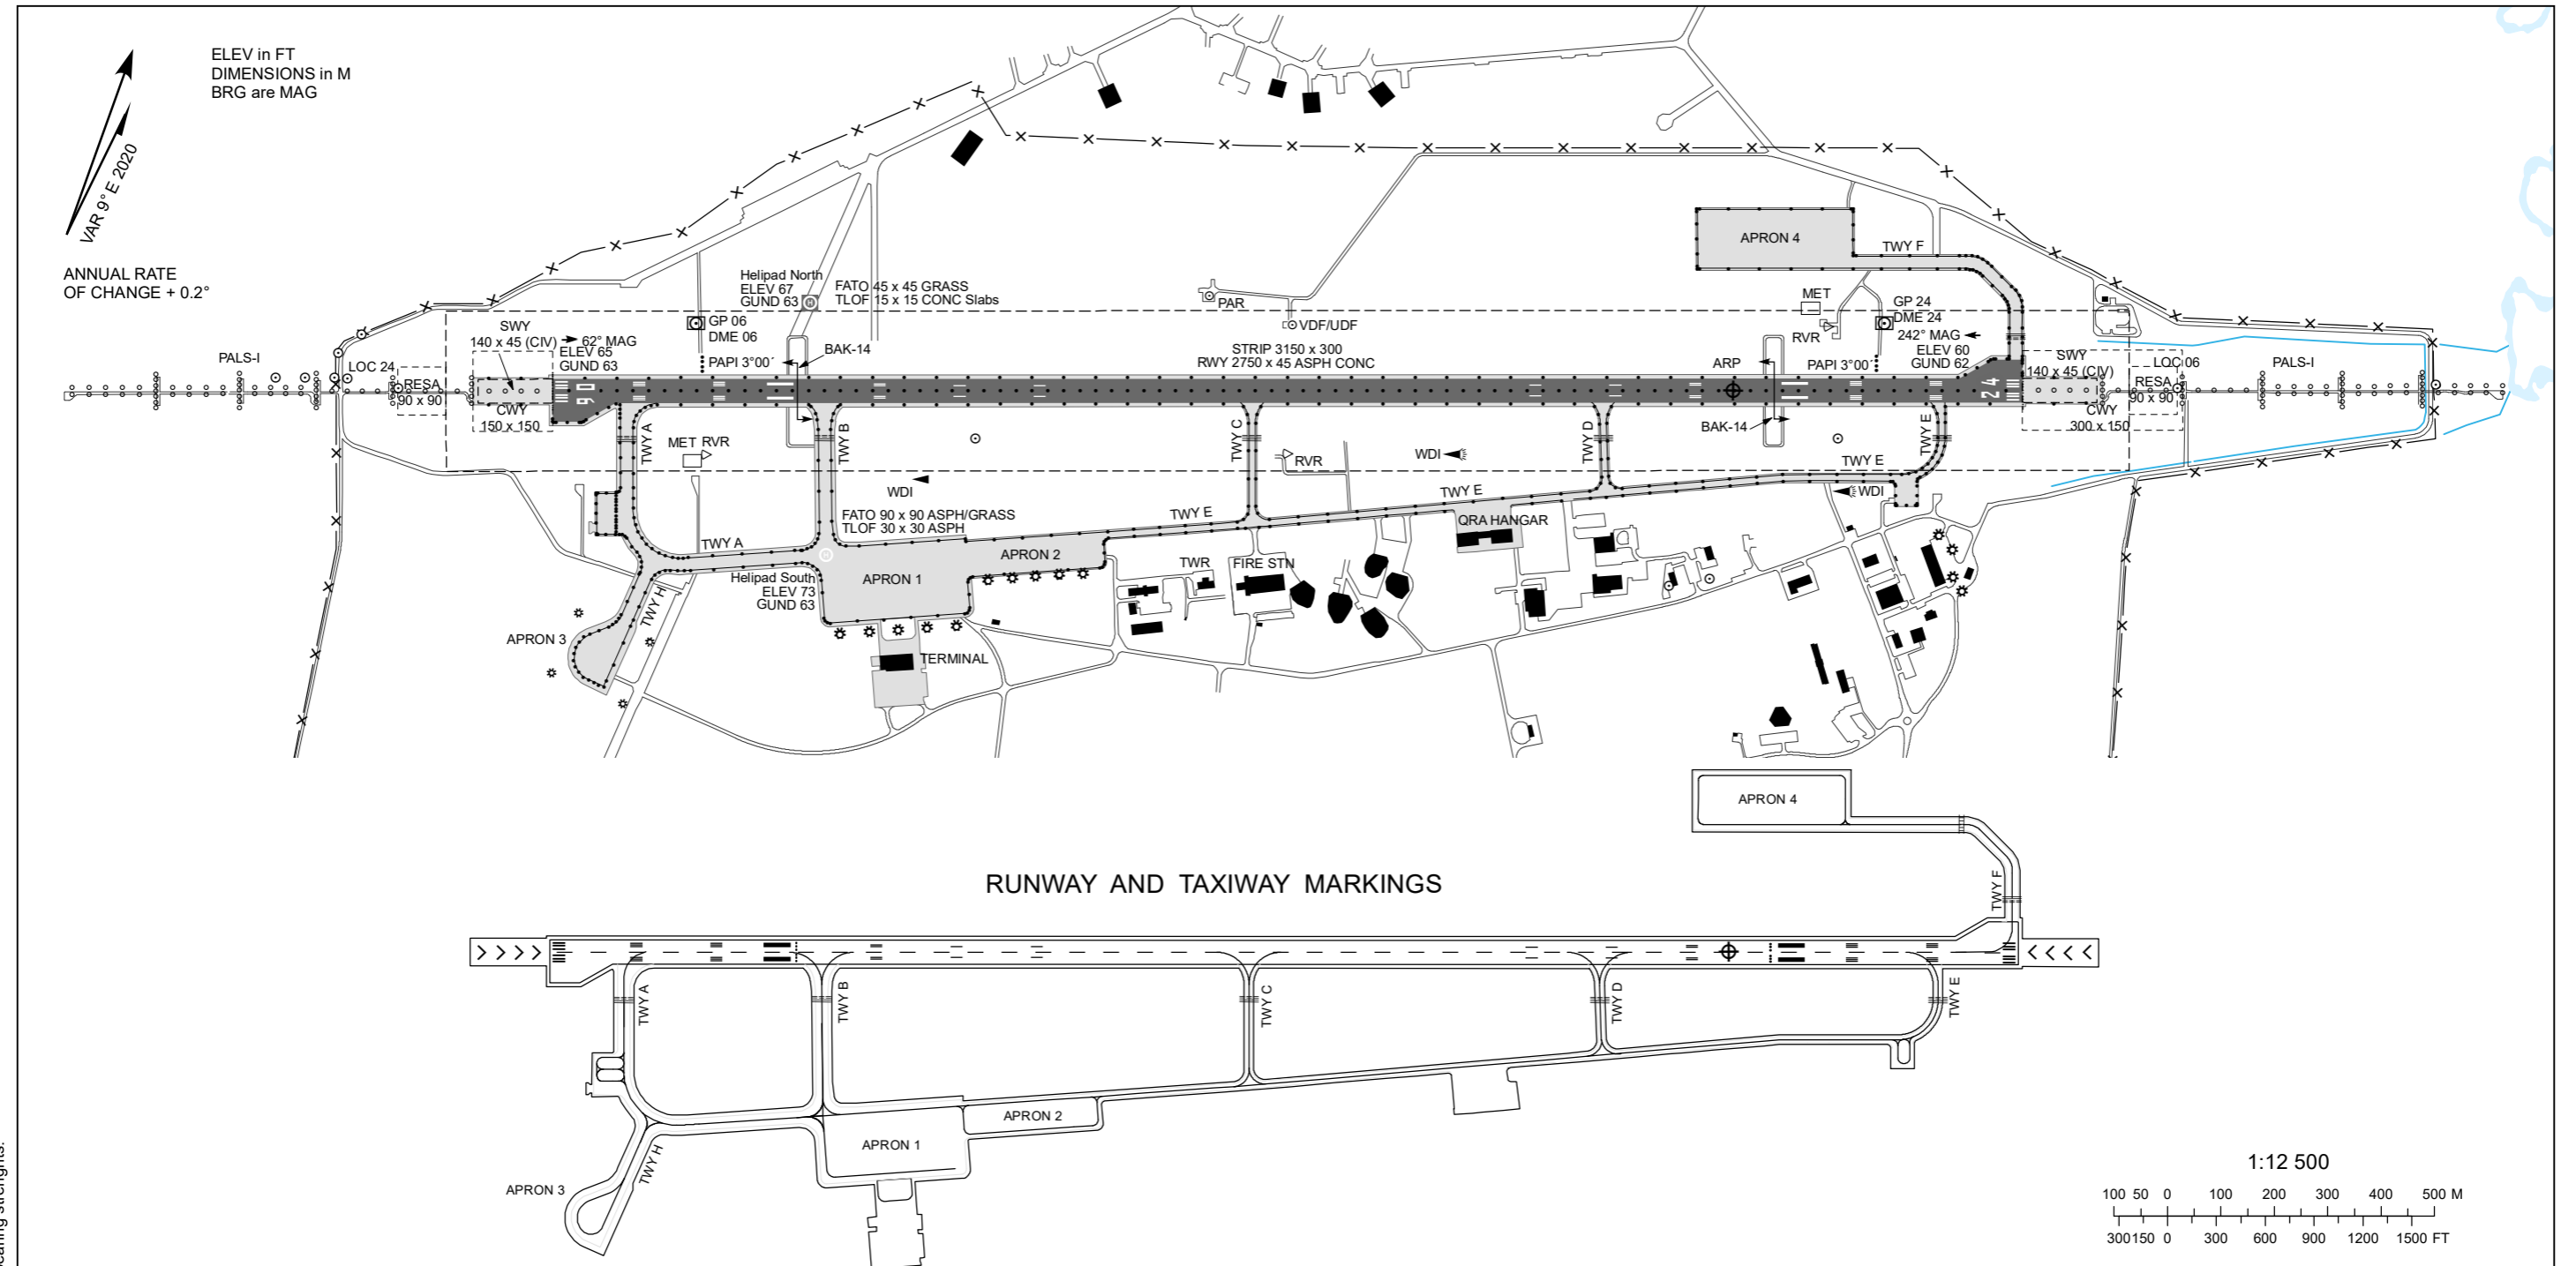 ELEV in FT
DIMENSIONS in M
BRG are MAG
VAR 9° E 2020
ANNUAL RATE
OF CHANGE + 0.2°
APRON 4
TWY F
Helipad North
ELEV 67
GUND 63
H
FATO 45 x 45 GRASS
TLOF 15 x 15 CONC Slabs
PAR
MET
GP 24
DME 24
GP 06
DME 06
VDF/UDF
RVR
SWY
140 x 45 (CIV)
62° MAG
ELEV 65
GUND 63
242° MAG
ELEV 60
GUND 62
SWY
140 x 45 (CIV)
PALS-I
LOC 24
RESA
90 x 90
PAPI 3°00´
BAK-14
STRIP 3150 x 300
RWY 2750 x 45 ASPH CONC
ARP
PAPI 3°00´
LOC 06
PALS-I
RESA
90 x 90
06
24
CWY
150 x 150
CWY
300 x 150
TWY A
TWY B
TWY C
TWY D
TWY E
BAK-14
MET RVR
RVR
WDI
TWY E
WDI
TWY E
WDI
TWY E
FATO 90 x 90 ASPH/GRASS
TLOF 30 x 30 ASPH
QRA HANGAR
TWY A
APRON 2
Helipad South
ELEV 73
GUND 63
APRON 1
TWR
FIRE STN
TWY H
APRON 3
TERMINAL
APRON 4
RUNWAY AND TAXIWAY MARKINGS
TWY F
TWY A
TWY B
TWY C
TWY D
TWY E
APRON 2
APRON 1
TWY H
APRON 3
1:12 500
100 50 0 100 200 300 400 500 M
300 150 0 300 600 900 1200 1500 FT